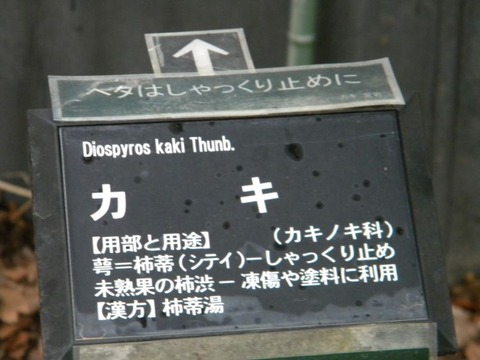 ヘタはしゃっくり止めに
Diospyros kaki Thunb.
カキ
【用部と用途】 (カキノキ科)
萼=柿蒂(シテイ)-しゃっくり止め
未熟果の柿渋- 凍傷や塗料に利用
【漢方】柿蒂湯